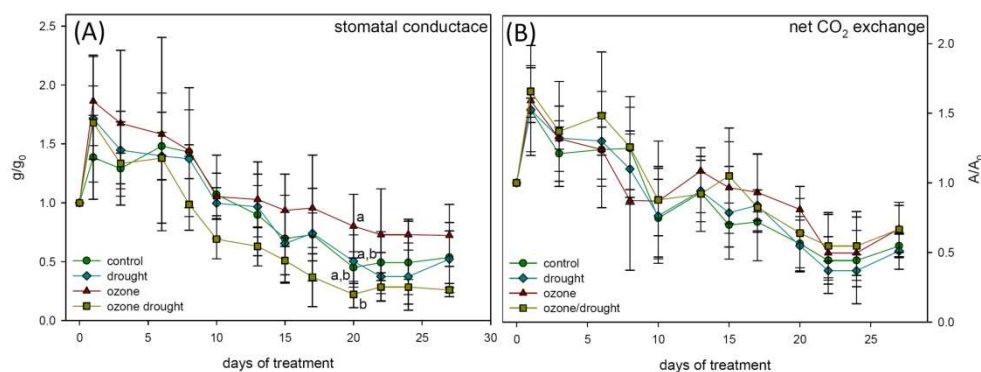 (A)
stomatal conductace
2.5
2.0
1.5
1.0
0.5
0.0
g/g0
control
drought
ozone
ozone drought
a
a,b
a,b
b
0 5 10 15 20 25 30
days of treatment
(B)
net CO2 exchange
2.0
1.5
1.0
0.5
0.0
A/A0
control
drought
ozone
ozone/drought
0 5 10 15 20 25
days of treatment